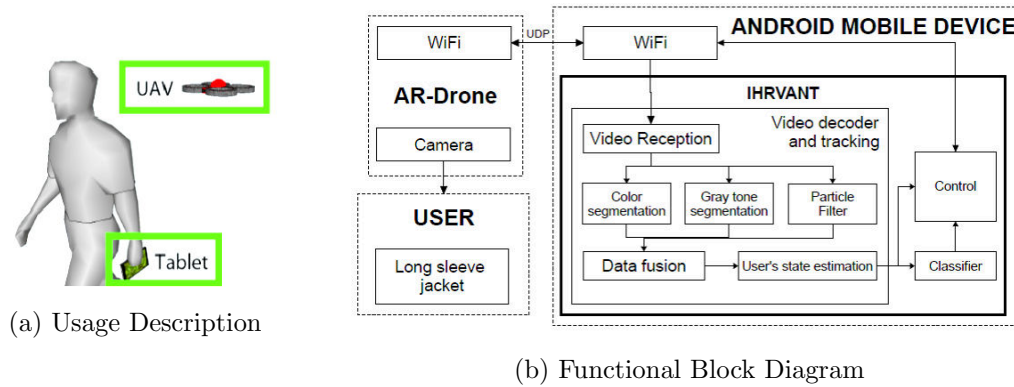 UAV
Tablet
(a) Usage Description
WiFi
AR-Drone
Camera
USER
Long sleeve
jacket
UDP
ANDROID MOBILE DEVICE
WiFi
IHRVANT
Video decoder
and tracking
Video Reception
Color
segmentation
Gray tone
segmentation
Particle
Filter
Data fusion
User's state estimation
Control
Classifier
(b) Functional Block Diagram